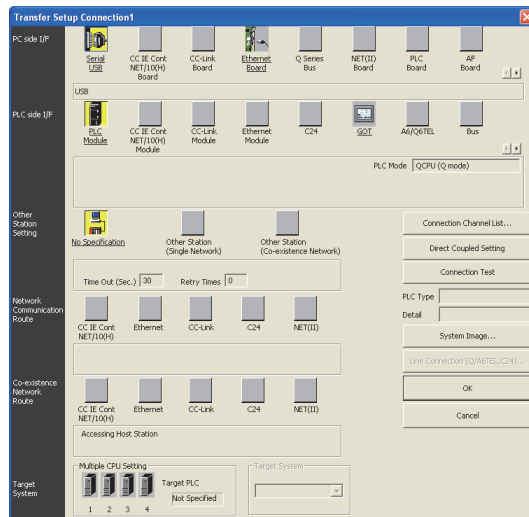 Transfer Setup Connection1
PC side I/F
Serial USB
CC IE Cont NET/10(H) Board
CC-Link Board
Ethernet Board
Q Series Bus
NET(II) Board
PLC Board
AF Board
USB
PLC side I/F
PLC Module
CC IE Cont NET/10(H) Module
CC-Link Module
Ethernet Module
C24
GOT
A6/Q6TEL
Bus
PLC Mode QCPU (Q mode)
Other Station Setting
No Specification
Other Station (Single Network)
Other Station (Co-existence Network)
Time Out (Sec.) 30 Retry Times 0
Connection Channel List...
Direct Coupled Setting
Connection Test
PLC Type
Detail
System Image...
Line Connection (Q/A6TEL,C24)...
OK
Cancel
Network Communication Route
CC IE Cont NET/10(H)
Ethernet
CC-Link
C24
NET(II)
Co-existence Network Route
CC IE Cont NET/10(H)
Ethernet
CC-Link
C24
NET(II)
Accessing Host Station
Target System
Multiple CPU Setting
1 2 3 4
Target PLC
Not Specified
Target System